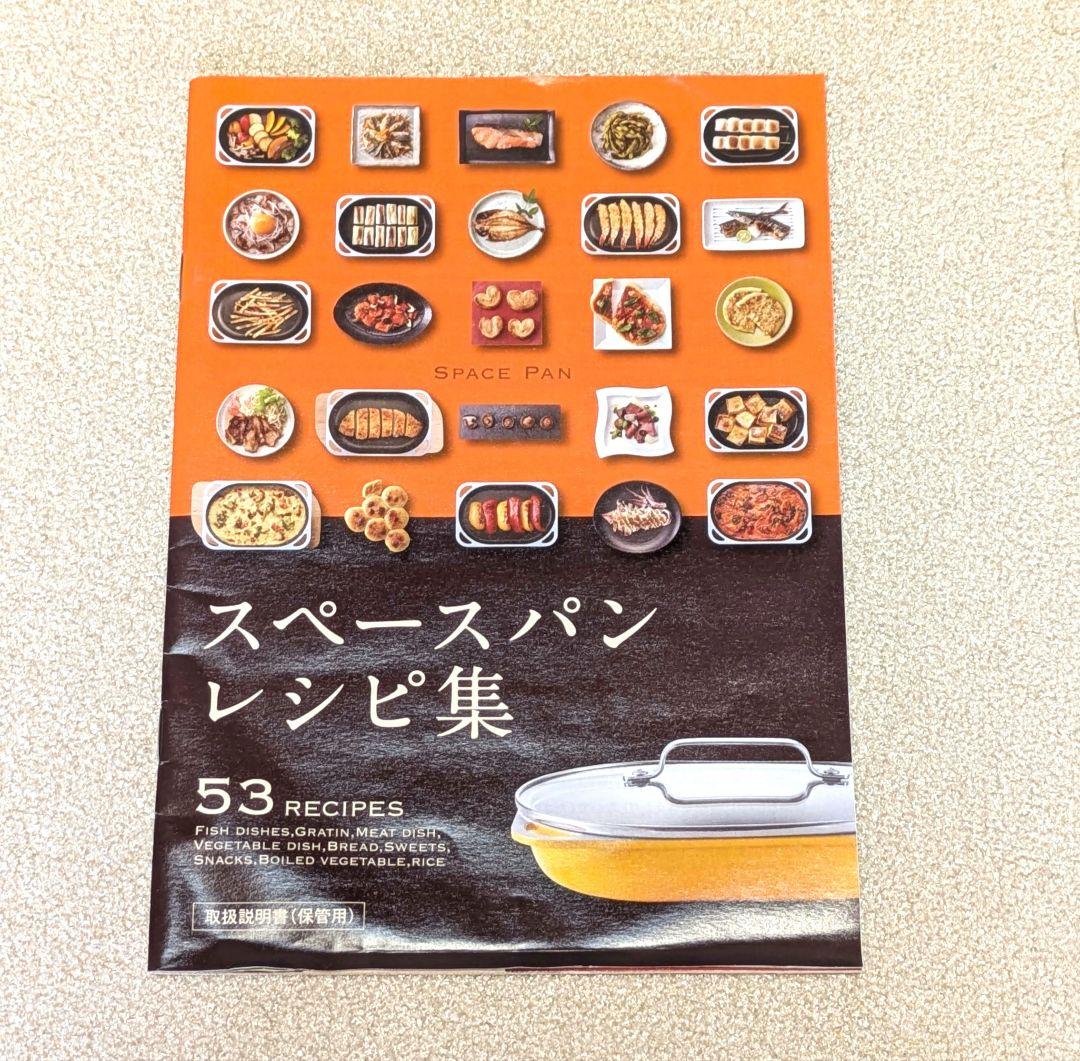 SPACE PAN
スペースパン
レシピ集
53 RECIPES
FISH DISHES,GRATIN,MEAT DISH,
VEGETABLE DISH,BREAD,SWEETS,
SNACKS,BOILED VEGETABLE,RICE
取扱説明書(保管用)